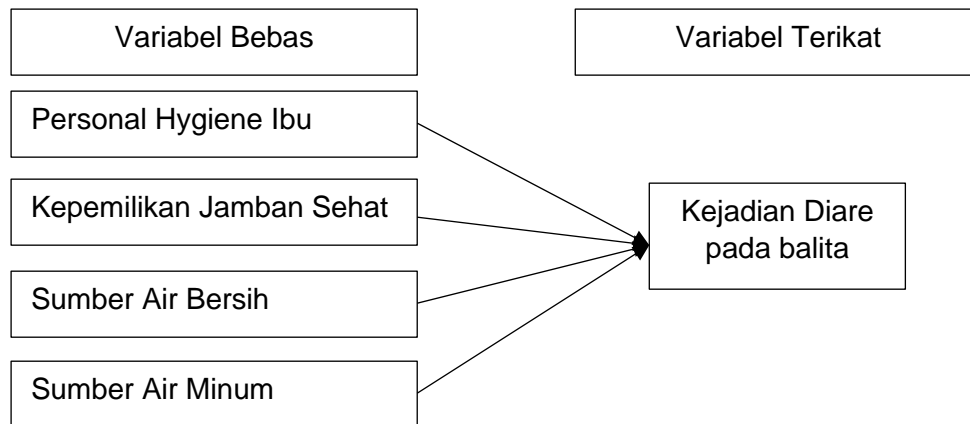 Variabel Bebas
Variabel Terikat
Personal Hygiene Ibu
Kepemilikan Jamban Sehat
Sumber Air Bersih
Sumber Air Minum
Kejadian Diare
pada balita